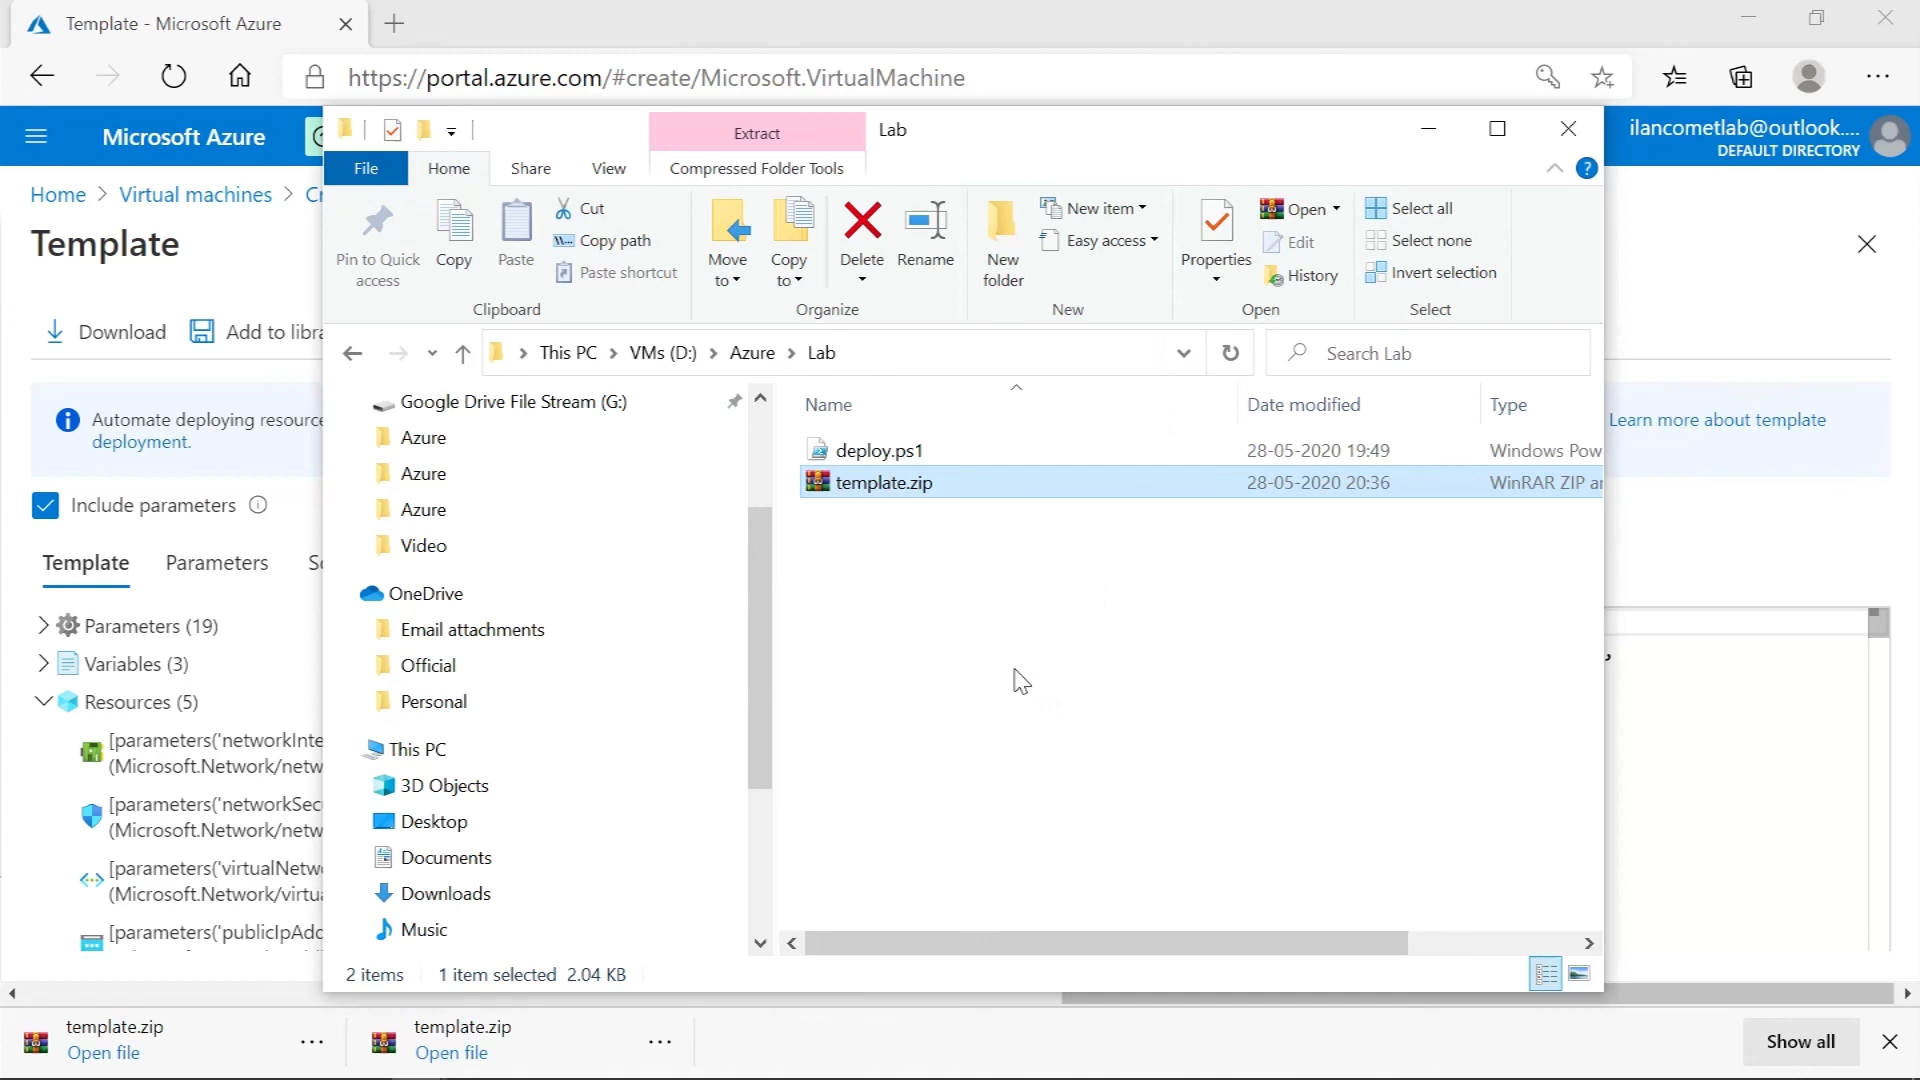 Template - Microsoft Azure
https://portal.azure.com/#create/Microsoft.VirtualMachine
Microsoft Azure
ilancometlab@outlook....
DEFAULT DIRECTORY
Home > Virtual machines >
Template
Download
Add to libra
Automate deploying resource
deployment.
Learn more about template
Include parameters
Template
Parameters
Parameters (19)
Variables (3)
Resources (5)
[parameters('networkInte
(Microsoft.Network/netw
[parameters('networkSec
(Microsoft.Network/netw
[parameters('virtualNetw
(Microsoft.Network/virtua
[parameters('publicIpAdd
Extract
Lab
File
Home
Share
View
Compressed Folder Tools
Pin to Quick
access
Copy
Paste
Cut
Copy path
Paste shortcut
Clipboard
Move
to
Copy
to
Delete
Rename
Organize
New
folder
New item
Easy access
New
Properties
Open
Edit
History
Open
Select all
Select none
Invert selection
Select
This PC > VMs (D:) > Azure > Lab
Search Lab
Google Drive File Stream (G:)
Azure
Azure
Azure
Video
OneDrive
Email attachments
Official
Personal
This PC
3D Objects
Desktop
Documents
Downloads
Music
Name
Date modified
Type
deploy.ps1
28-05-2020 19:49
Windows Pow
template.zip
28-05-2020 20:36
WinRAR ZIP ar
2 items
1 item selected 2.04 KB
template.zip
Open file
template.zip
Open file
Show all